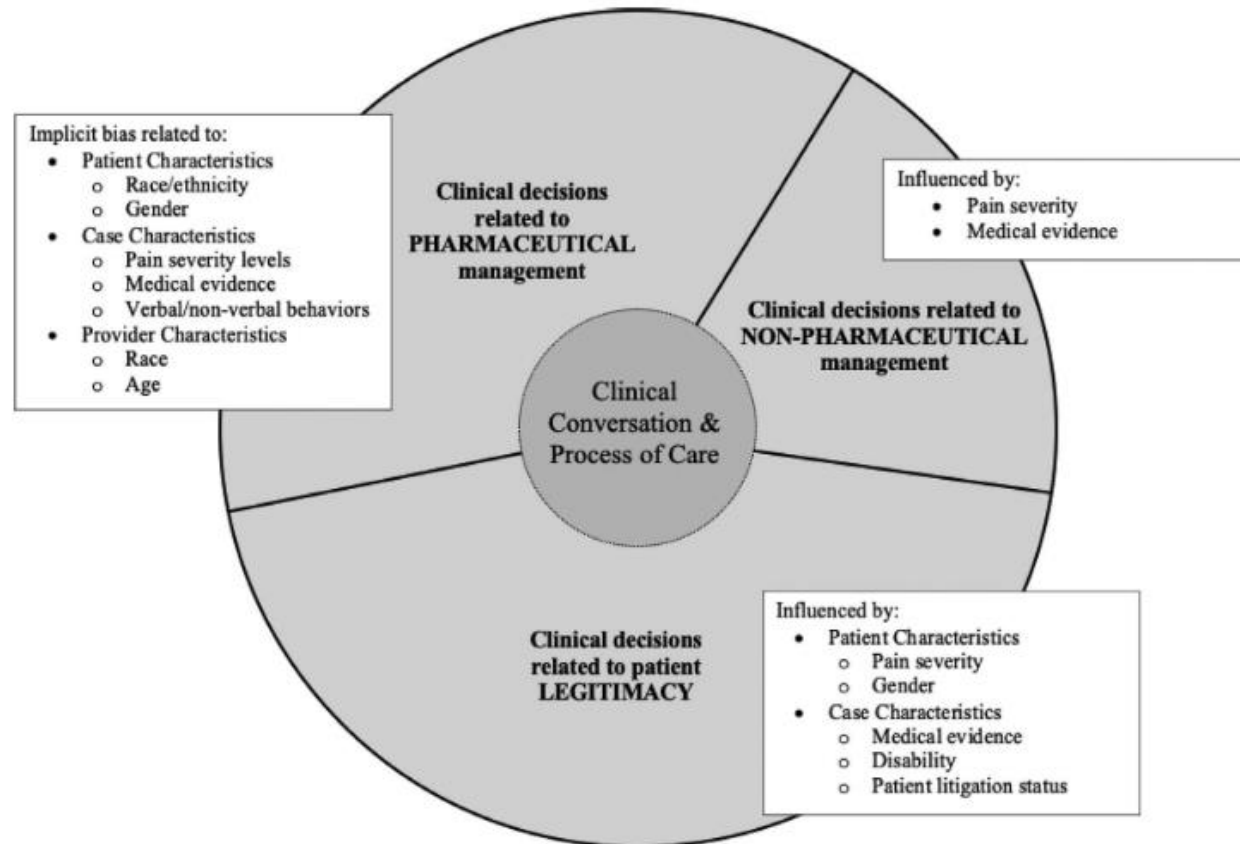 Implicit bias related to:
• Patient Characteristics
o Race/ethnicity
o Gender
• Case Characteristics
o Pain severity levels
o Medical evidence
o Verbal/non-verbal behaviors
• Provider Characteristics
o Race
o Age
Clinical decisions
related to
PHARMACEUTICAL
management
Influenced by:
• Pain severity
• Medical evidence
Clinical decisions related to
NON-PHARMACEUTICAL
management
Clinical
Conversation &
Process of Care
Clinical decisions
related to patient
LEGITIMACY
Influenced by:
• Patient Characteristics
o Pain severity
o Gender
• Case Characteristics
o Medical evidence
o Disability
o Patient litigation status